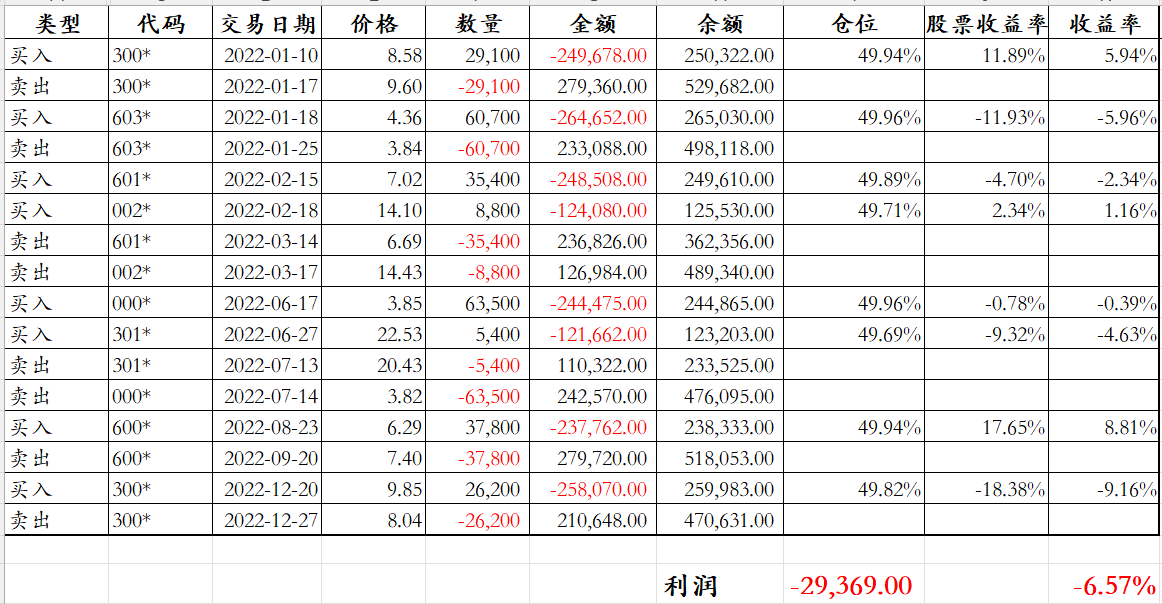 类型 代码 交易日期 价格 数量 金额 余额 仓位 股票收益率 收益率
买入 300* 2022-01-10 8.58 29,100 -249,678.00 250,322.00 49.94% 11.89% 5.94%
卖出 300* 2022-01-17 9.60 -29,100 279,360.00 529,682.00
买入 603* 2022-01-18 4.36 60,700 -264,652.00 265,030.00 49.96% -11.93% -5.96%
卖出 603* 2022-01-25 3.84 -60,700 233,088.00 498,118.00
买入 601* 2022-02-15 7.02 35,400 -248,508.00 249,610.00 49.89% -4.70% -2.34%
买入 002* 2022-02-18 14.10 8,800 -124,080.00 125,530.00 49.71% 2.34% 1.16%
卖出 601* 2022-03-14 6.69 -35,400 236,826.00 362,356.00
卖出 002* 2022-03-17 14.43 -8,800 126,984.00 489,340.00
买入 000* 2022-06-17 3.85 63,500 -244,475.00 244,865.00 49.96% -0.78% -0.39%
买入 301* 2022-06-27 22.53 5,400 -121,662.00 123,203.00 49.69% -9.32% -4.63%
卖出 301* 2022-07-13 20.43 -5,400 110,322.00 233,525.00
卖出 000* 2022-07-14 3.82 -63,500 242,570.00 476,095.00
买入 600* 2022-08-23 6.29 37,800 -237,762.00 238,333.00 49.94% 17.65% 8.81%
卖出 600* 2022-09-20 7.40 -37,800 279,720.00 518,053.00
买入 300* 2022-12-20 9.85 26,200 -258,070.00 259,983.00 49.82% -18.38% -9.16%
卖出 300* 2022-12-27 8.04 -26,200 210,648.00 470,631.00
利润 -29,369.00 -6.57%